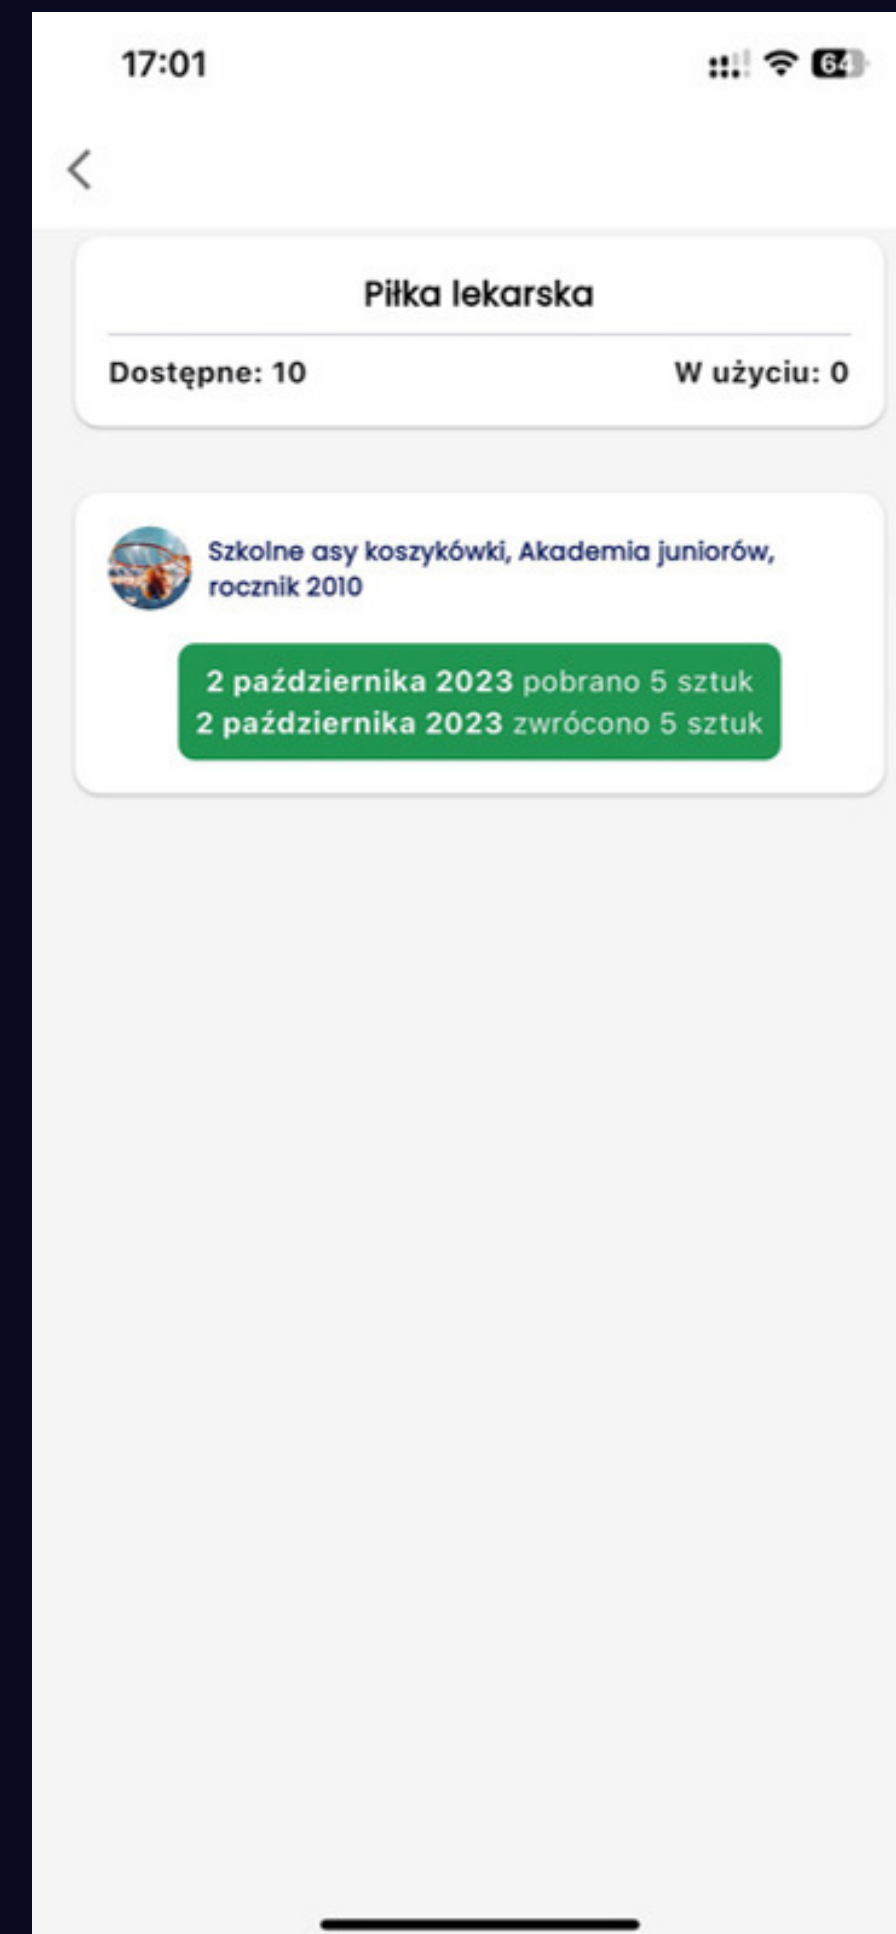 17:01
64
Piłka lekarska
Dostępne: 10
W użyciu: 0
Szkolne asy koszykówki, Akademia juniorów,
rocznik 2010
2 października 2023 pobrano 5 sztuk
2 października 2023 zwrócono 5 sztuk